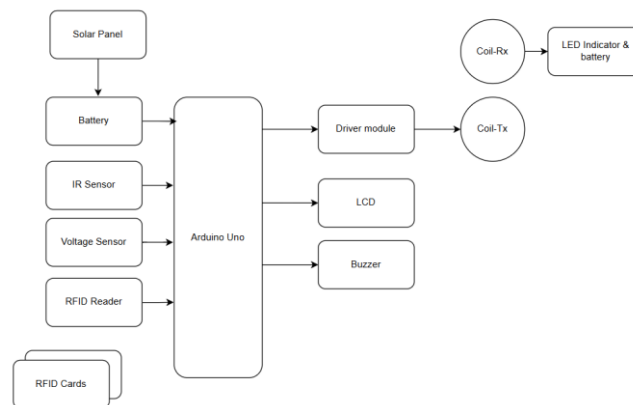 Solar Panel
Coil-Rx
LED Indicator &
battery
Battery
Driver module
Coil-Tx
IR Sensor
LCD
Voltage Sensor
Arduino Uno
Buzzer
RFID Reader
RFID Cards